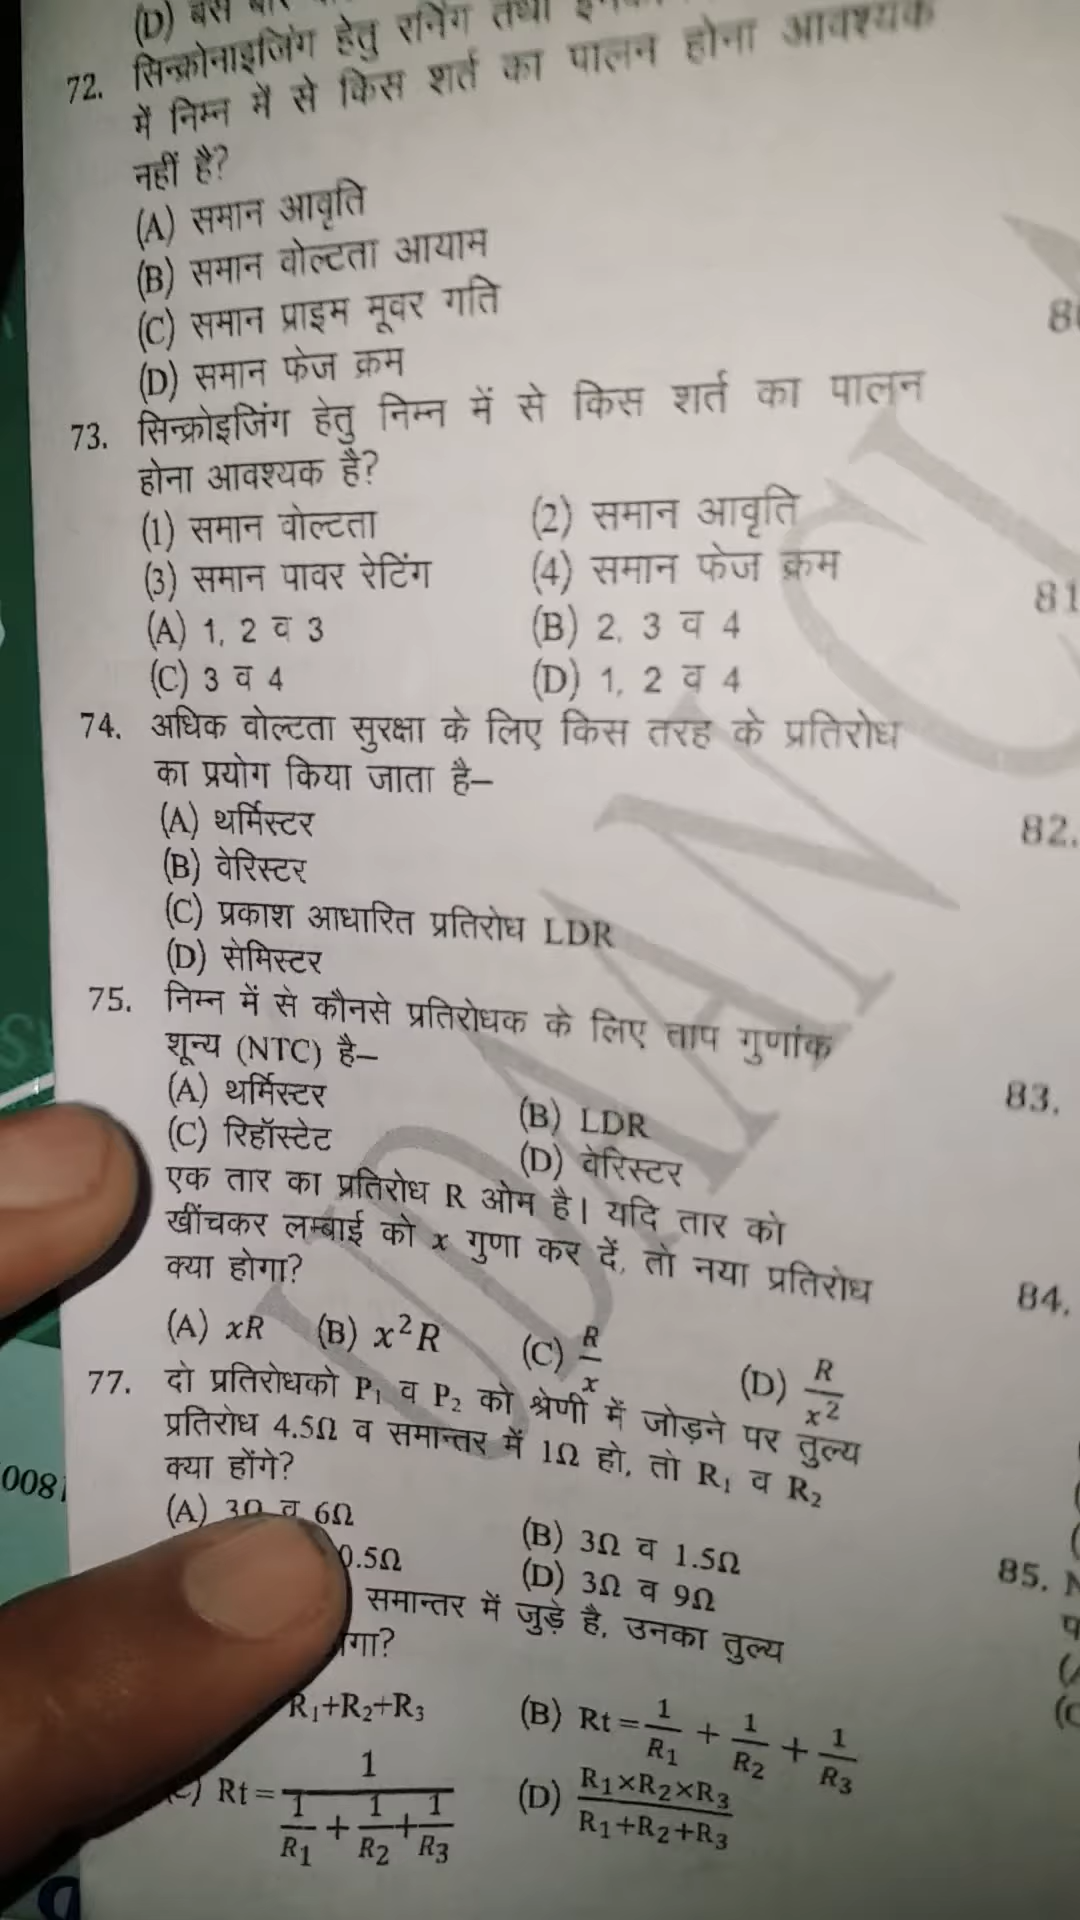 (D) बस बार
72. सिन्क्रोनाइजिंग हेतु रनिंग तथा
में निम्न में से किस शर्त का पालन होना आवश्यक
नहीं है?
(A) समान आवृति
(B) समान वोल्टता आयाम
(C) समान प्राइम मूवर गति
(D) समान फेज क्रम
73. सिन्क्रोइजिंग हेतु निम्न में से किस शर्त का पालन
होना आवश्यक है?
(1) समान वोल्टता (2) समान आवृति
(3) समान पावर रेटिंग (4) समान फेज क्रम
(A) 1, 2 व 3 (B) 2, 3 व 4
(C) 3 व 4 (D) 1, 2 व 4
74. अधिक वोल्टता सुरक्षा के लिए किस तरह के प्रतिरोध
का प्रयोग किया जाता है–
(A) थर्मिस्टर
(B) वेरिस्टर
(C) प्रकाश आधारित प्रतिरोध LDR
(D) सेमिस्टर
75. निम्न में से कौनसे प्रतिरोधक के लिए ताप गुणांक
शून्य (NTC) है–
(A) थर्मिस्टर (B) LDR
(C) रिहॉस्टेट (D) वेरिस्टर
एक तार का प्रतिरोध R ओम है। यदि तार को
खींचकर लम्बाई को x गुणा कर दें, तो नया प्रतिरोध
क्या होगा?
(A) xR (B) x²R (C) R/x (D) R/x²
77. दो प्रतिरोधको P₁ व P₂ को श्रेणी में जोड़ने पर तुल्य
प्रतिरोध 4.5Ω व समान्तर में 1Ω हो, तो R₁ व R₂
क्या होंगे?
(A) 3Ω व 6Ω (B) 3Ω व 1.5Ω
0.5Ω (D) 3Ω व 9Ω
समान्तर में जुड़े है, उनका तुल्य
R₁+R₂+R₃ (B) Rt = 1/R₁ + 1/R₂ + 1/R₃
Rt = 1/(1/R₁ + 1/R₂ + 1/R₃) (D) R₁×R₂×R₃/R₁+R₂+R₃
81
82.
83.
84.
85.